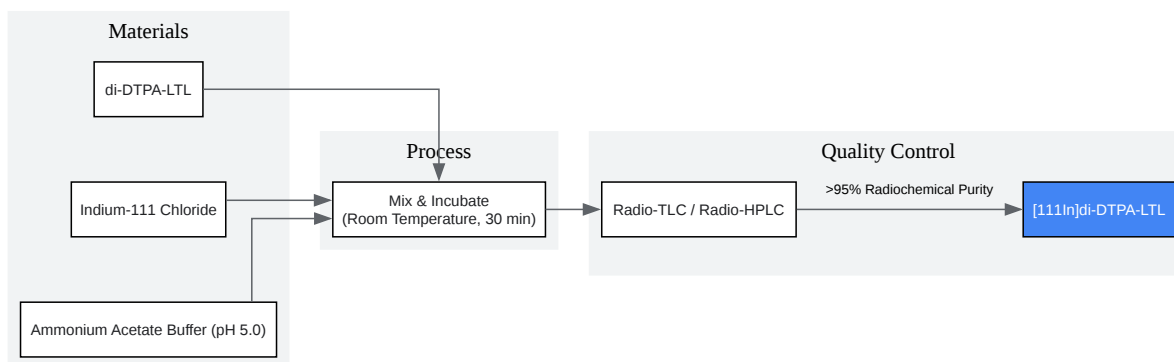 Materials
di-DTPA-LTL
Indium-111 Chloride
Ammonium Acetate Buffer (pH 5.0)
Process
Mix & Incubate
(Room Temperature, 30 min)
Quality Control
Radio-TLC / Radio-HPLC
>95% Radiochemical Purity
[111In]di-DTPA-LTL